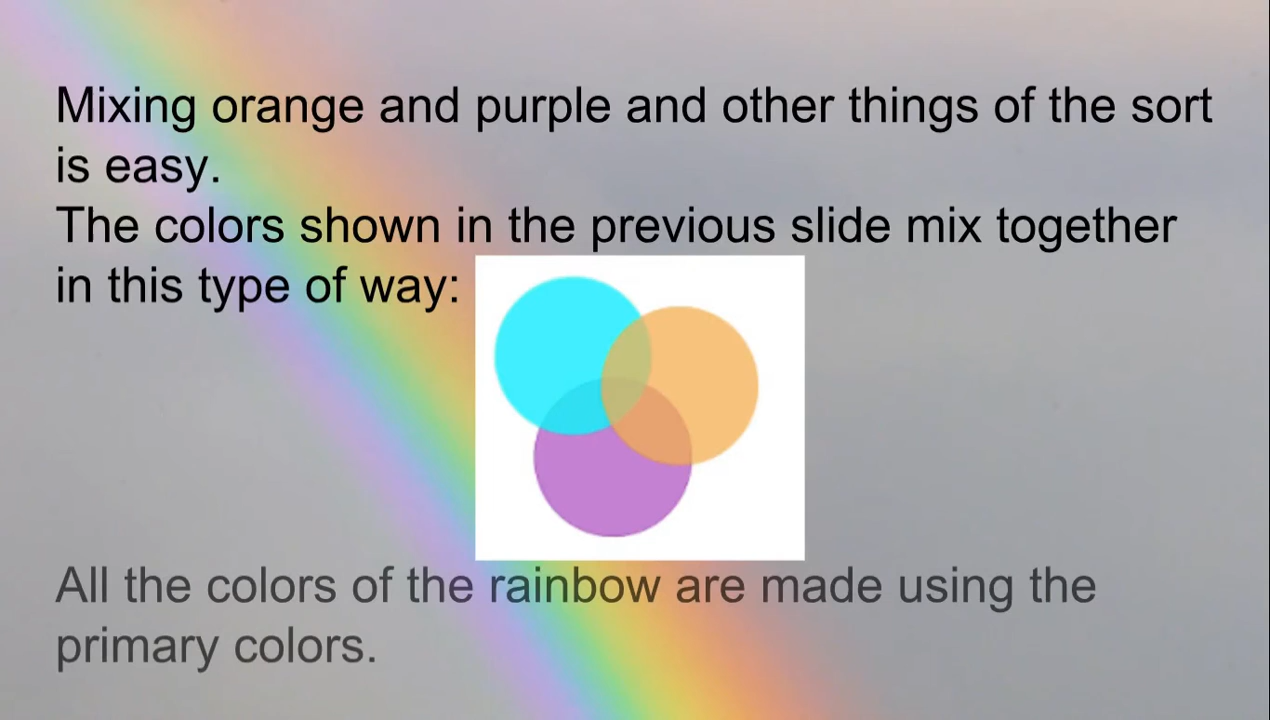 Mixing orange and purple and other things of the sort
is easy.
The colors shown in the previous slide mix together
in this type of way:
All the colors of the rainbow are made using the
primary colors.